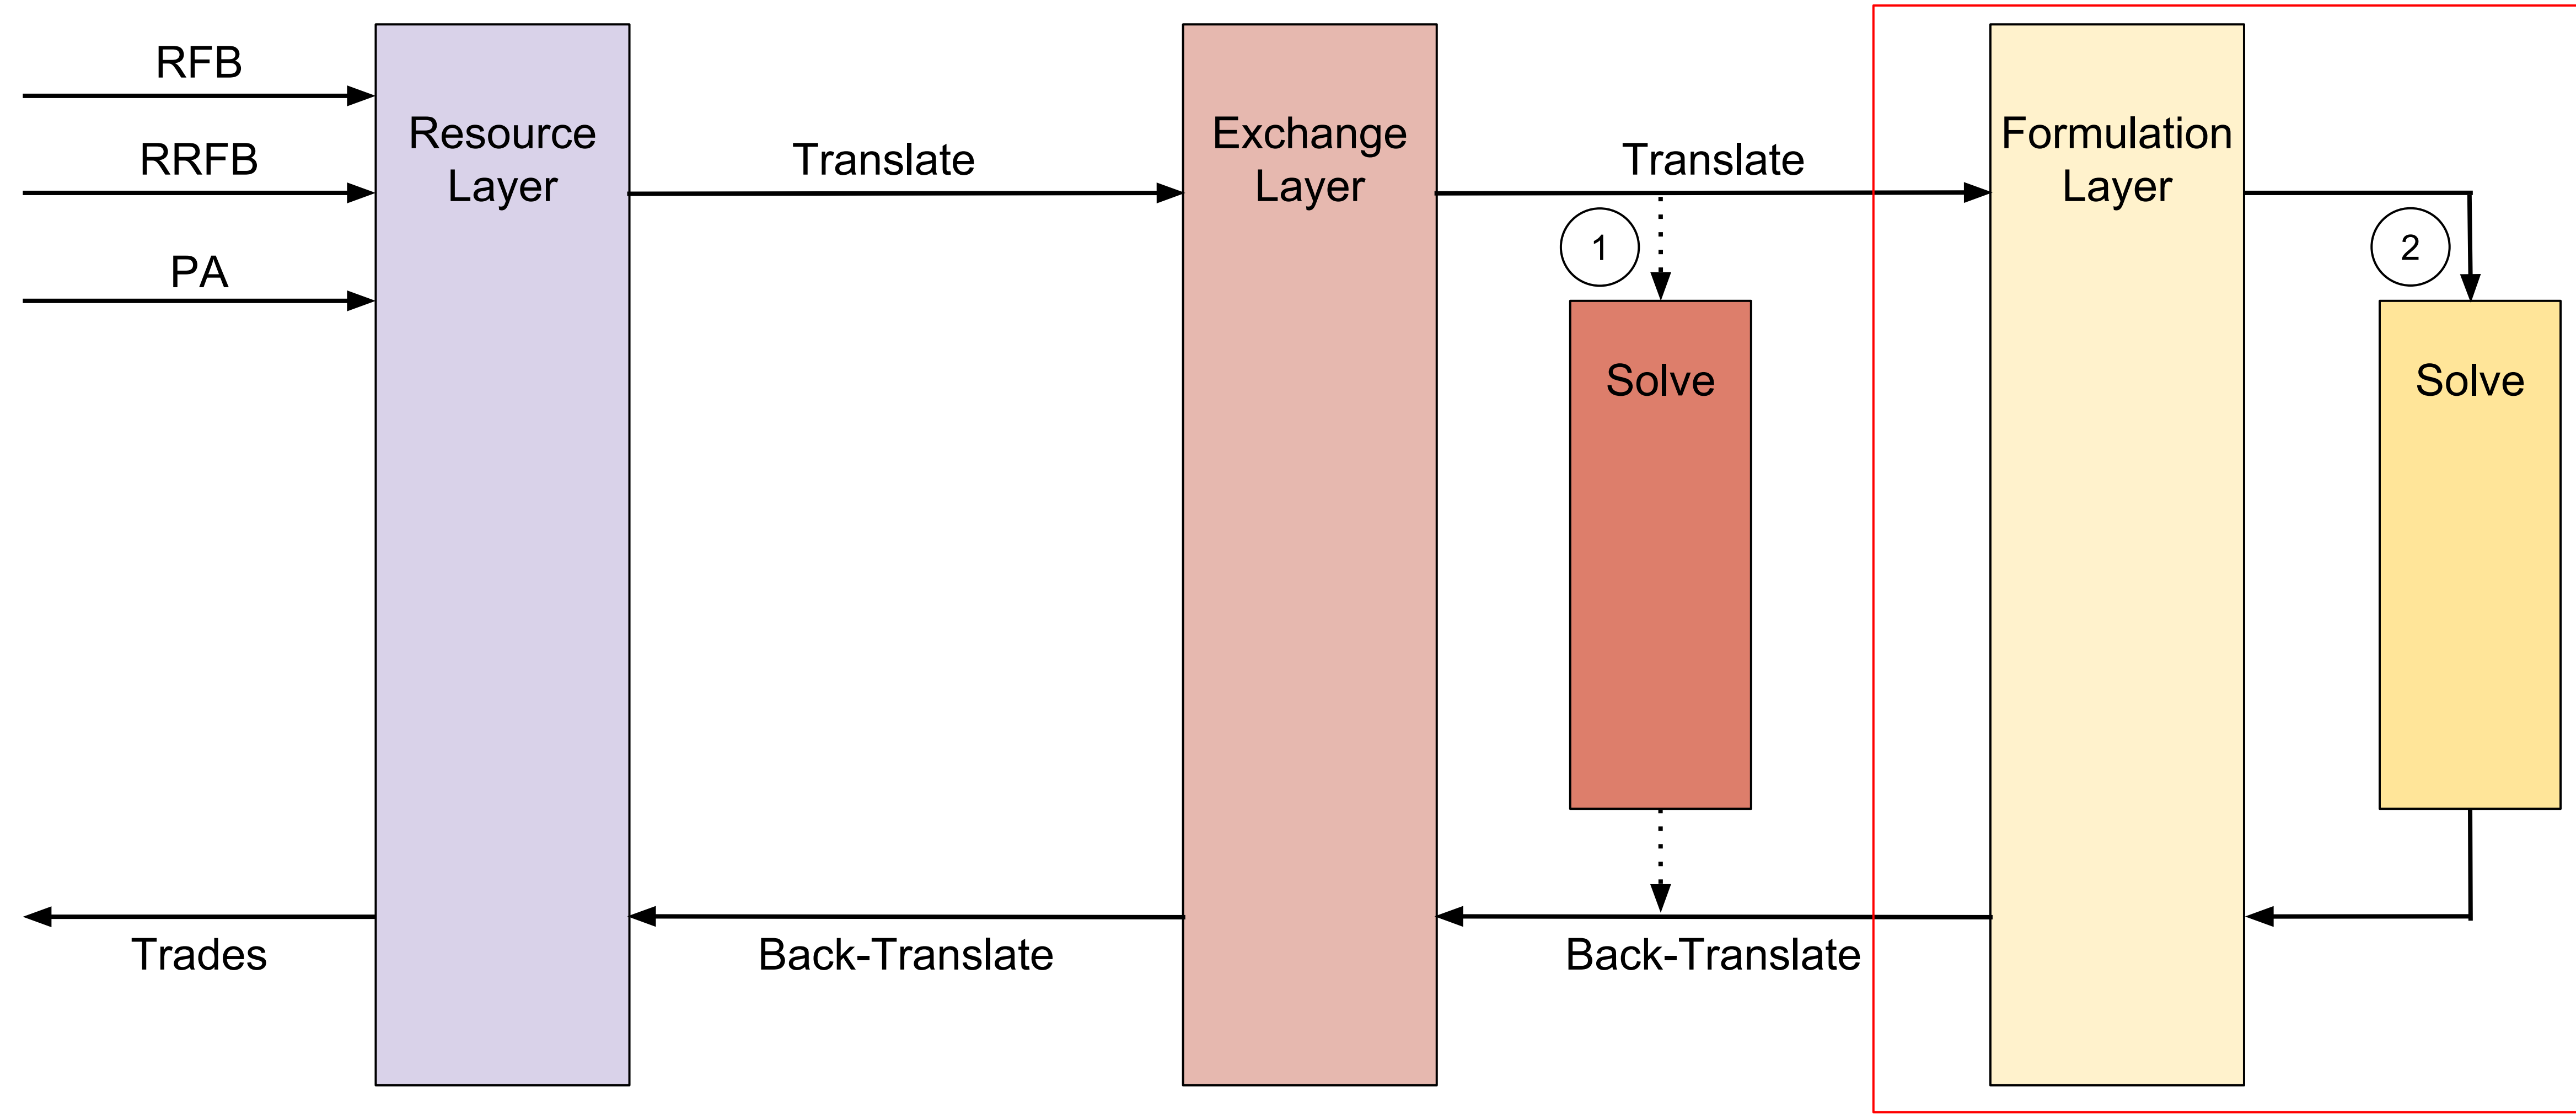 RFB
RRFB
PA
Resource
Layer
Translate
Exchange
Layer
Translate
1
Solve
Formulation
Layer
2
Solve
Trades
Back-Translate
Back-Translate